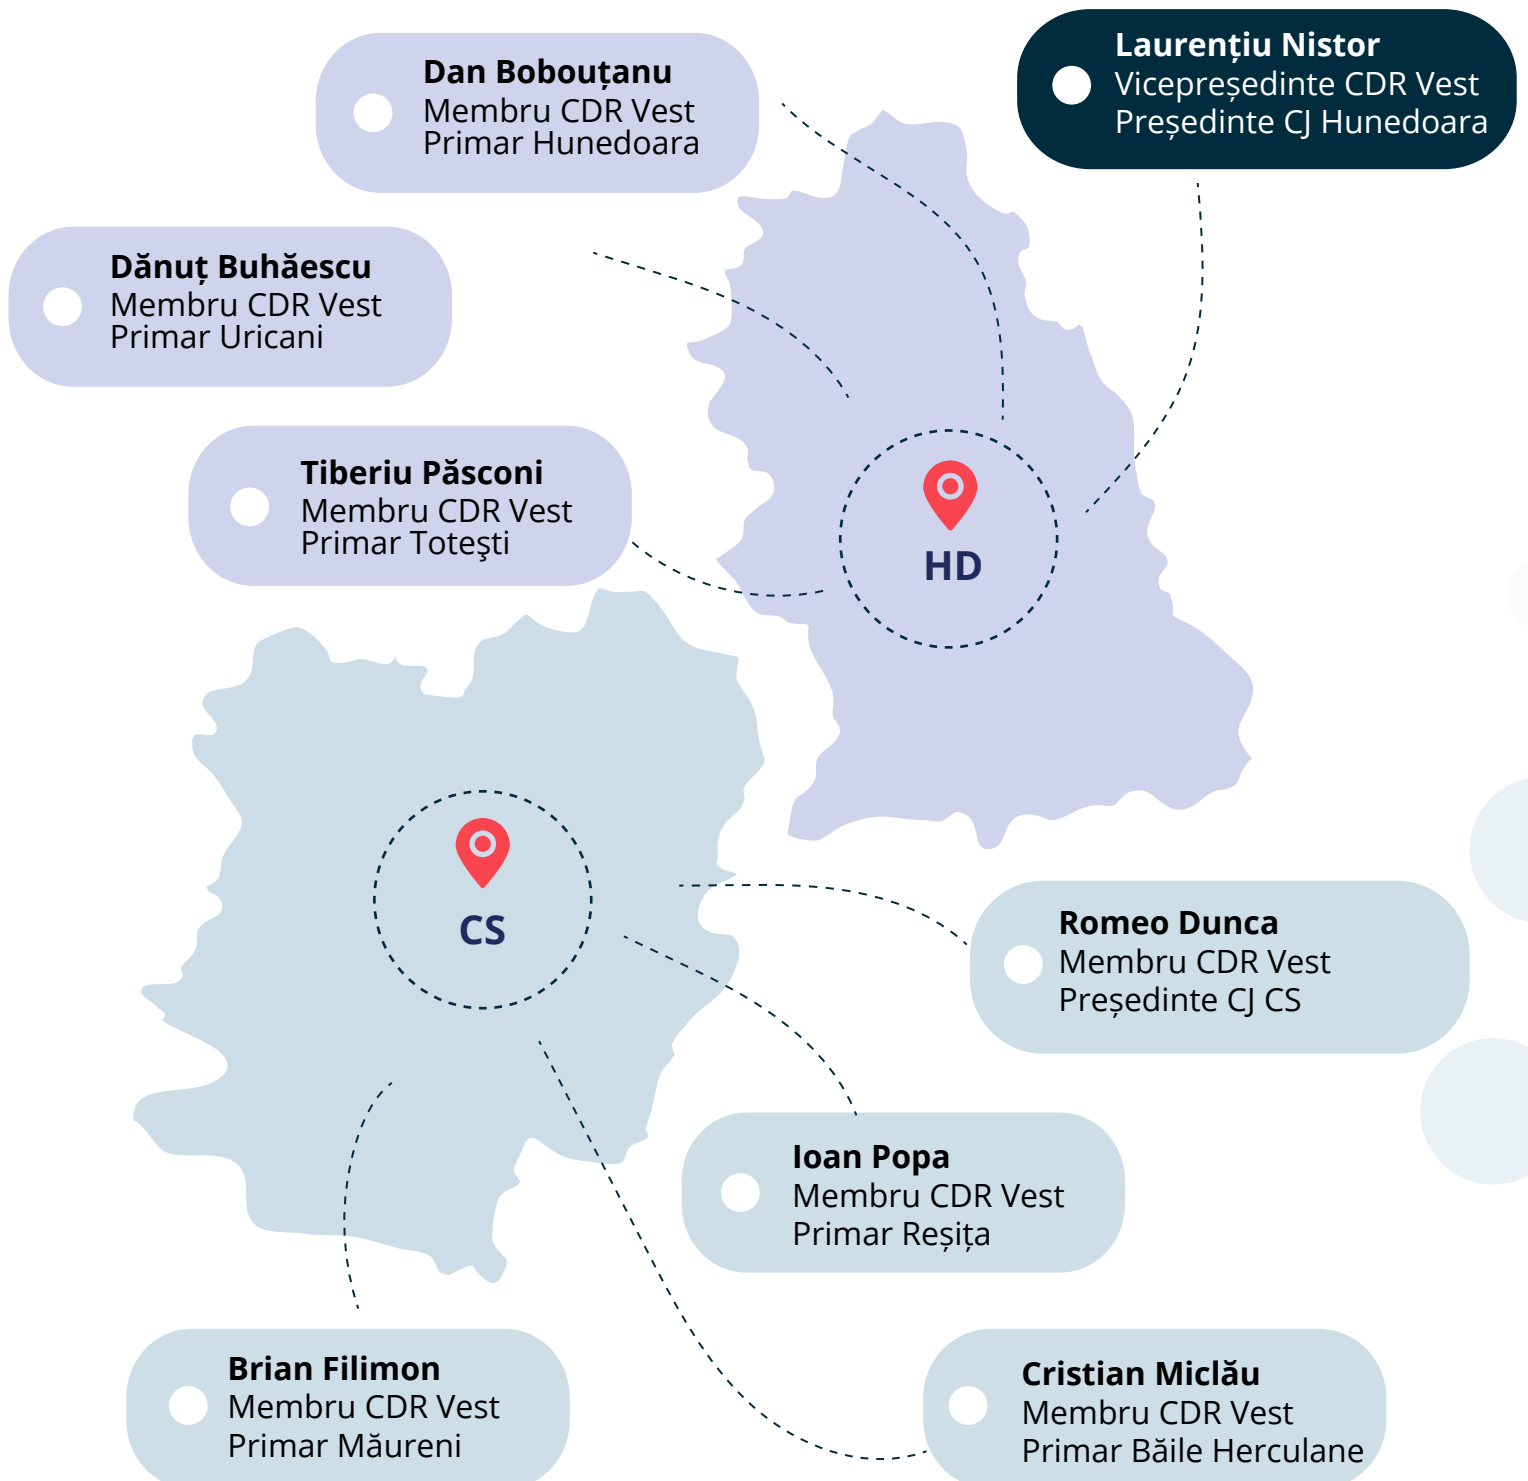 Laurențiu Nistor
Vicepreședinte CDR Vest
Președinte CJ Hunedoara
Dan Bobouțanu
Membru CDR Vest
Primar Hunedoara
Dănuț Buhăescu
Membru CDR Vest
Primar Uricani
Tiberiu Păsconi
Membru CDR Vest
Primar Toteşti
HD
CS
Romeo Dunca
Membru CDR Vest
Președinte CJ CS
Ioan Popa
Membru CDR Vest
Primar Reșița
Brian Filimon
Membru CDR Vest
Primar Măureni
Cristian Miclău
Membru CDR Vest
Primar Băile Herculane